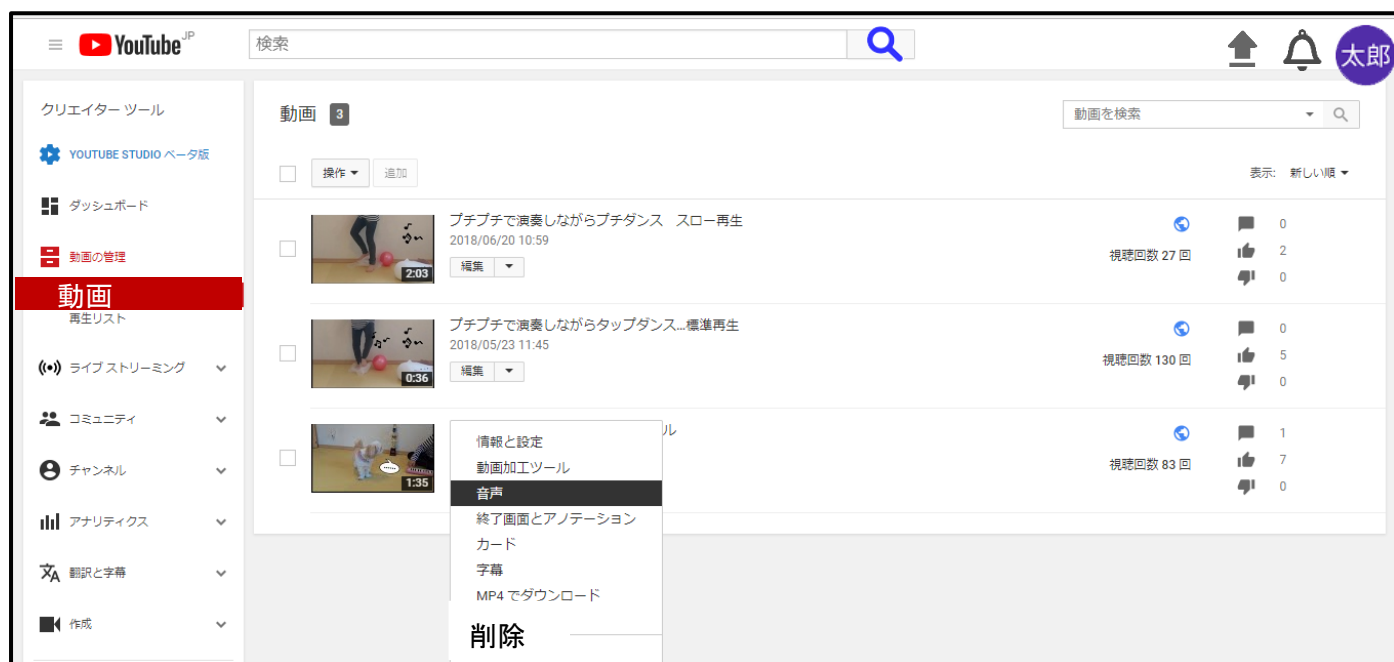 YouTube JP
検索
太郎
クリエイター ツール
YOUTUBE STUDIO ベータ版
ダッシュボード
動画の管理
動画
再生リスト
ライブ ストリーミング
コミュニティ
チャンネル
アナリティクス
翻訳と字幕
作成
動画 3
動画を検索
操作 追加
表示: 新しい順
プチプチで演奏しながらプチダンス　スロー再生
2018/06/20 10:59
編集
2:03
視聴回数 27 回
0
2
0
プチプチで演奏しながらタップダンス...標準再生
2018/05/23 11:45
編集
0:36
視聴回数 130 回
0
5
0
ル
1:35
視聴回数 83 回
1
7
0
情報と設定
動画加工ツール
音声
終了画面とアノテーション
カード
字幕
MP4 でダウンロード
削除